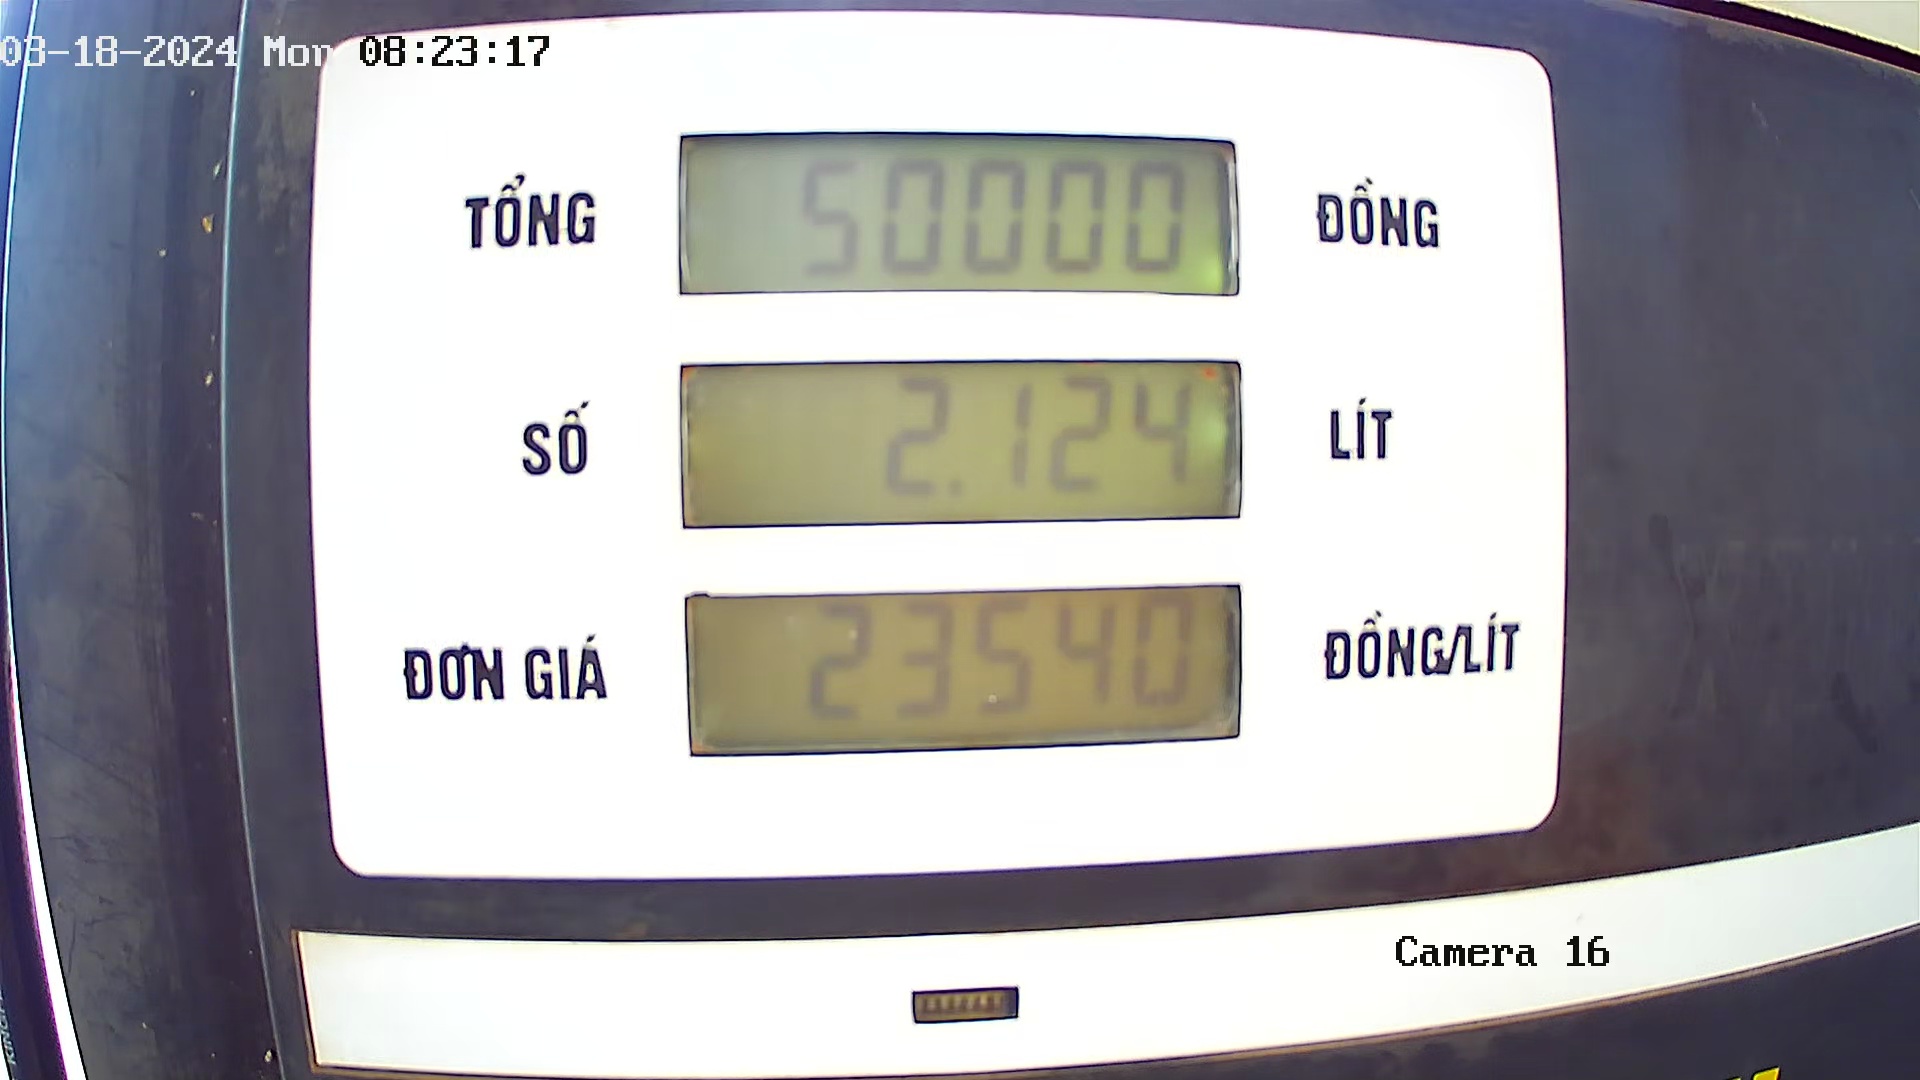 03-18-2024 Mon 08:23:17
TỔNG 50000 ĐỒNG
SỐ 2.124 LÍT
ĐƠN GIÁ 23540 ĐỒNG/LÍT
Camera 16